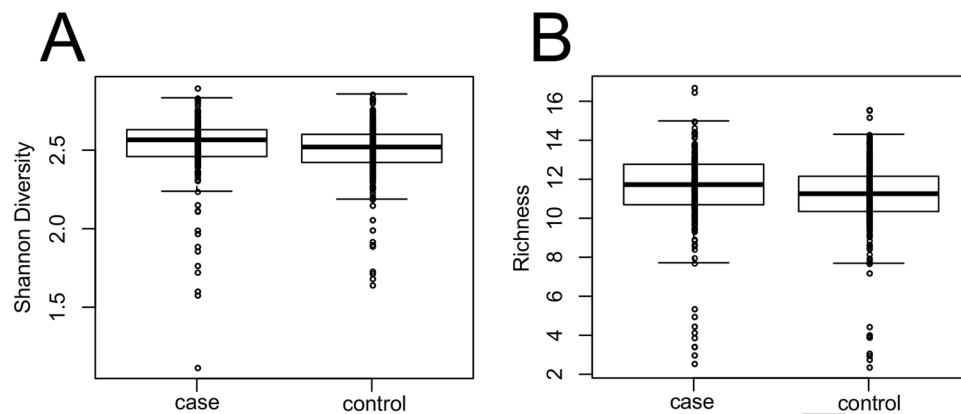 A
B
Shannon Diversity
2.5
2.0
1.5
case
control
Richness
16
14
12
10
8
6
4
2
case
control